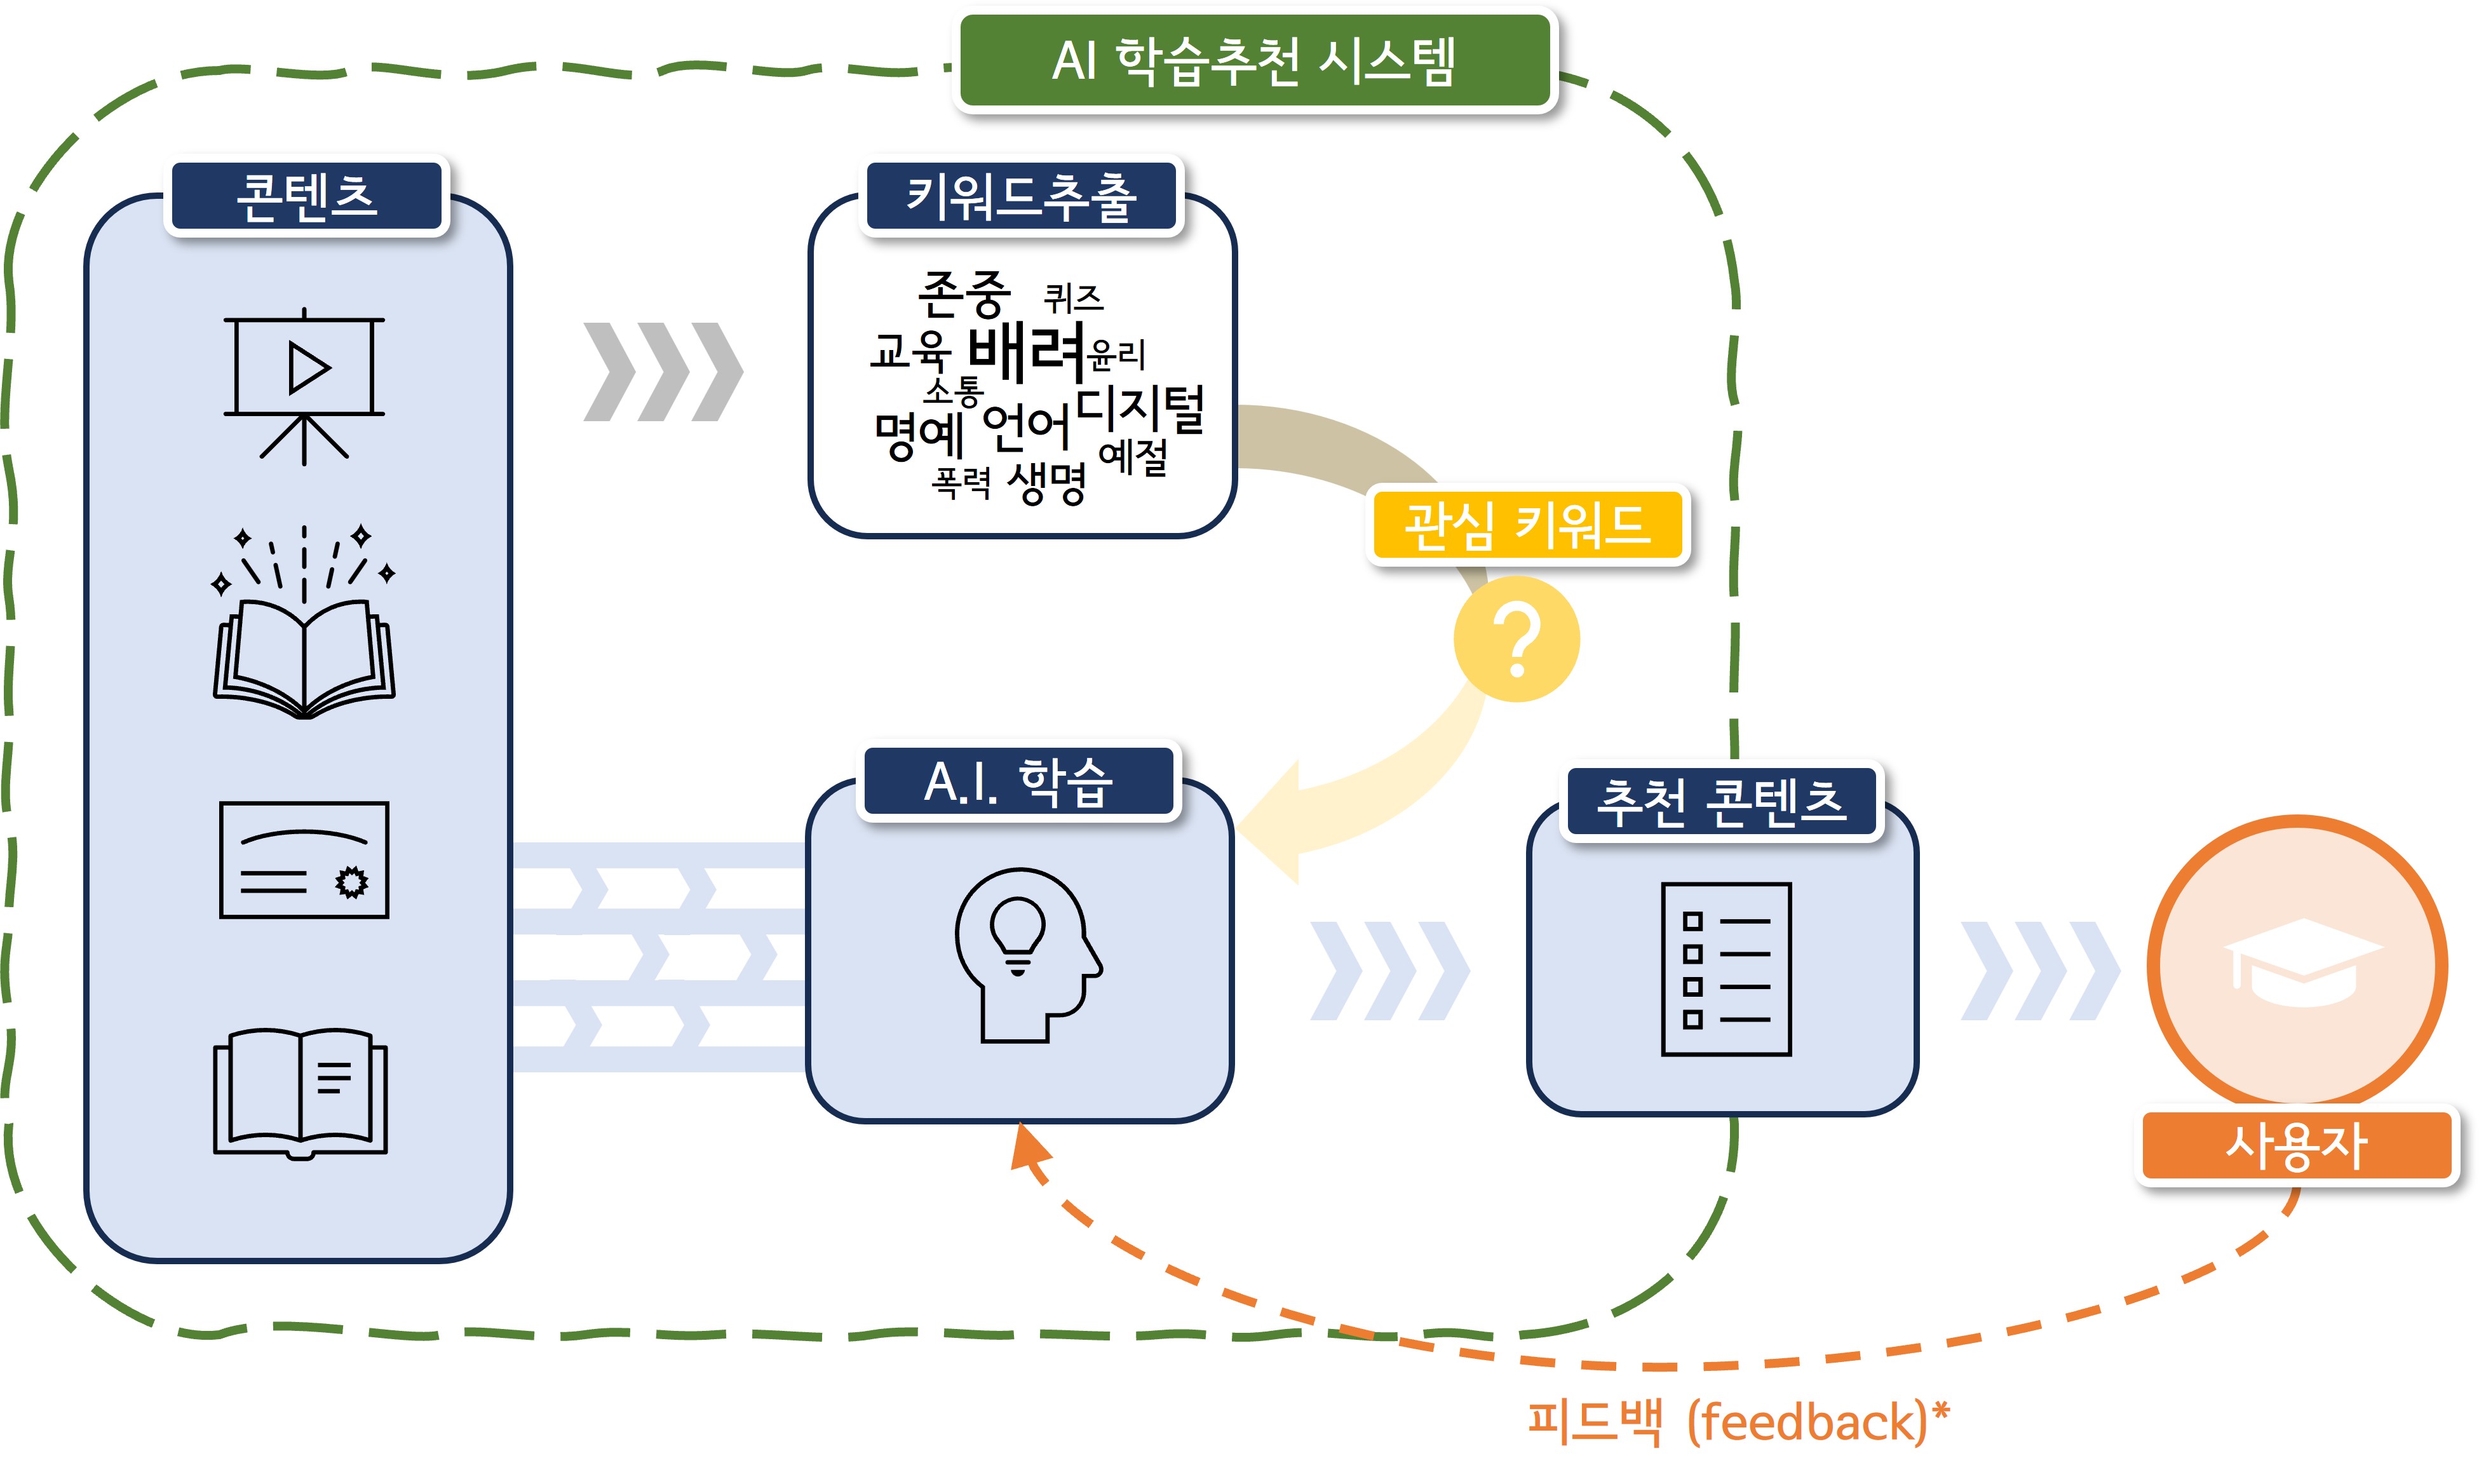 AI 학습추천 시스템
콘텐츠
키워드추출
존중 퀴즈
교육 배려 윤리
소통 디지털
명예 언어
예절
폭력 생명
관심 키워드
?
A.I. 학습
추천 콘텐츠
사용자
피드백 (feedback)*